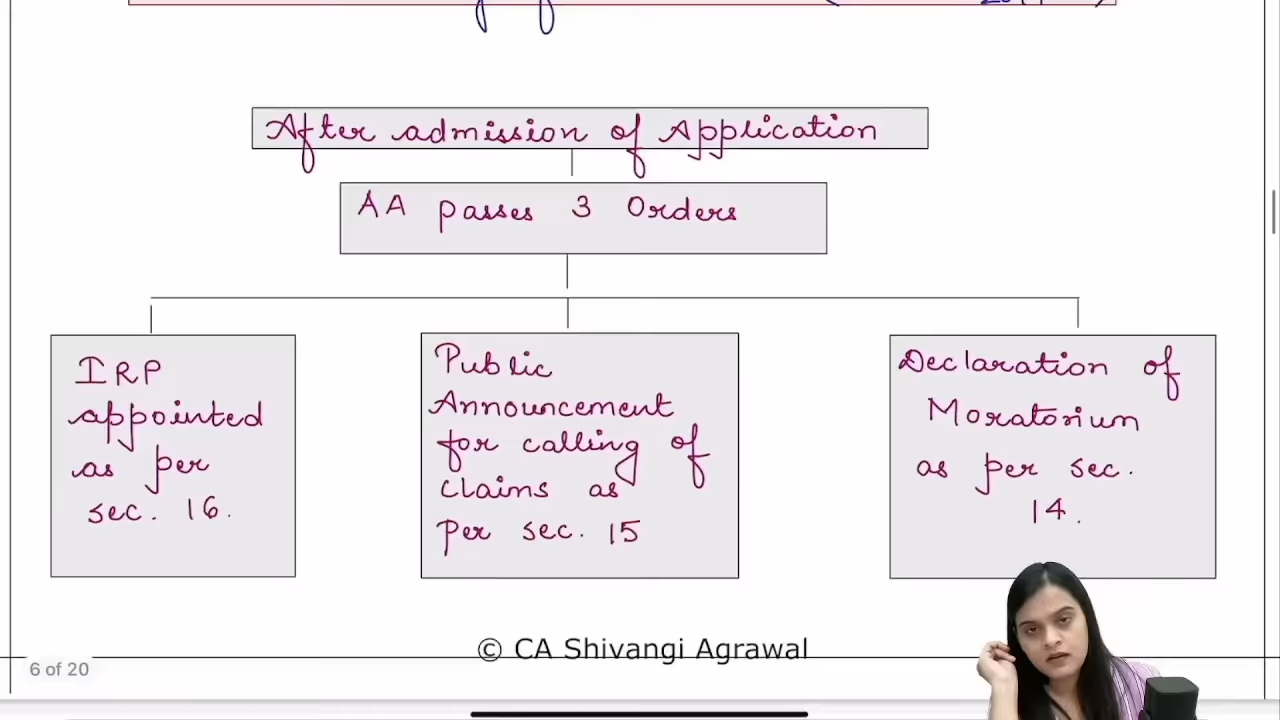 After admission of Application
AA passes 3 Orders
IRP
appointed
as per
sec. 16.
Public
Announcement
for calling of
claims as
per sec. 15
Declaration of
Moratorium
as per sec.
14.
© CA Shivangi Agrawal
6 of 20